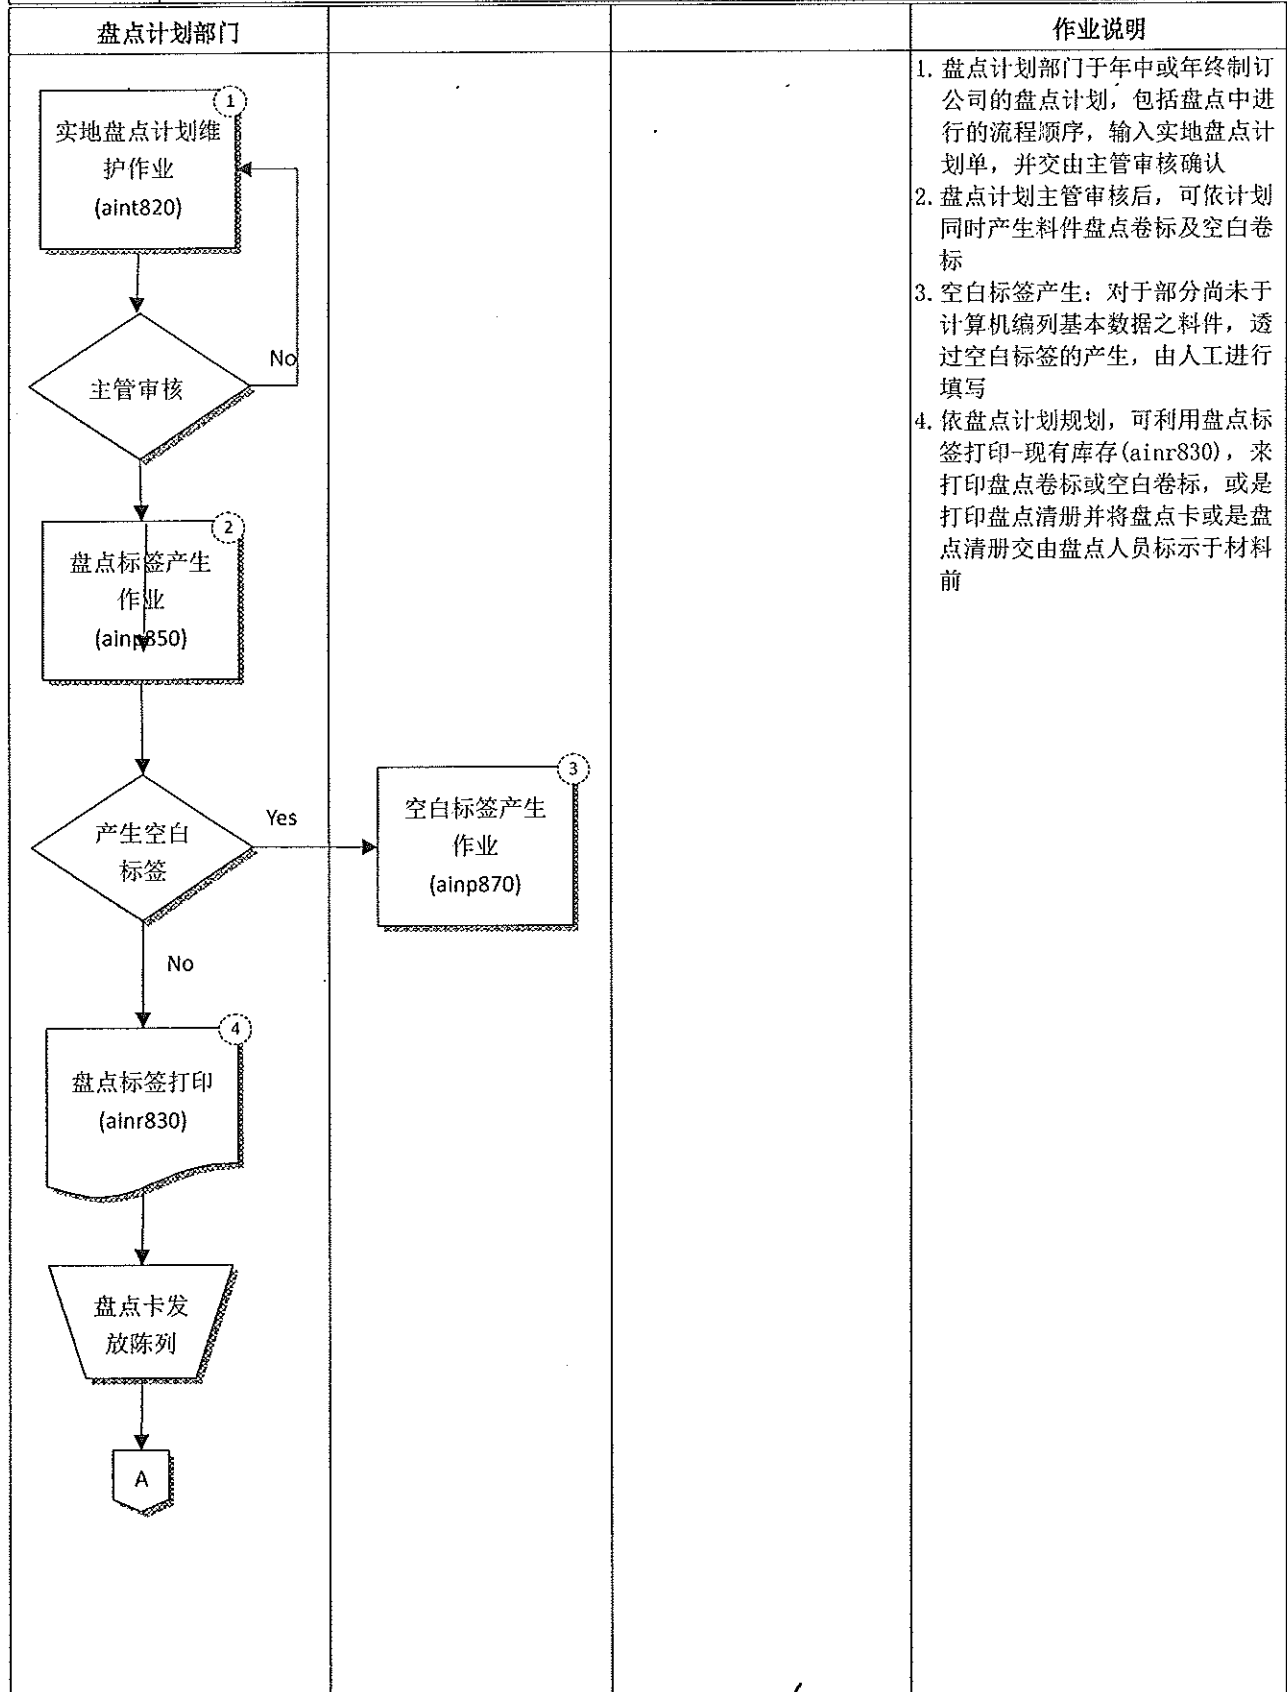 盘点计划部门
作业说明
1
实地盘点计划维
护作业
(aint820)
No
主管审核
2
盘点标签产生
作业
(ainp850)
产生空白
标签
Yes
3
空白标签产生
作业
(ainp870)
No
4
盘点标签打印
(ainr830)
盘点卡发
放陈列
A
1. 盘点计划部门于年中或年终制订
公司的盘点计划，包括盘点中进
行的流程顺序，输入实地盘点计
划单，并交由主管审核确认
2. 盘点计划主管审核后，可依计划
同时产生料件盘点卷标及空白卷
标
3. 空白标签产生：对于部分尚未于
计算机编列基本数据之料件，透
过空白标签的产生，由人工进行
填写
4. 依盘点计划规划，可利用盘点标
签打印-现有库存(ainr830)，来
打印盘点卷标或空白卷标，或是
打印盘点清册并将盘点卡或是盘
点清册交由盘点人员标示于材料
前